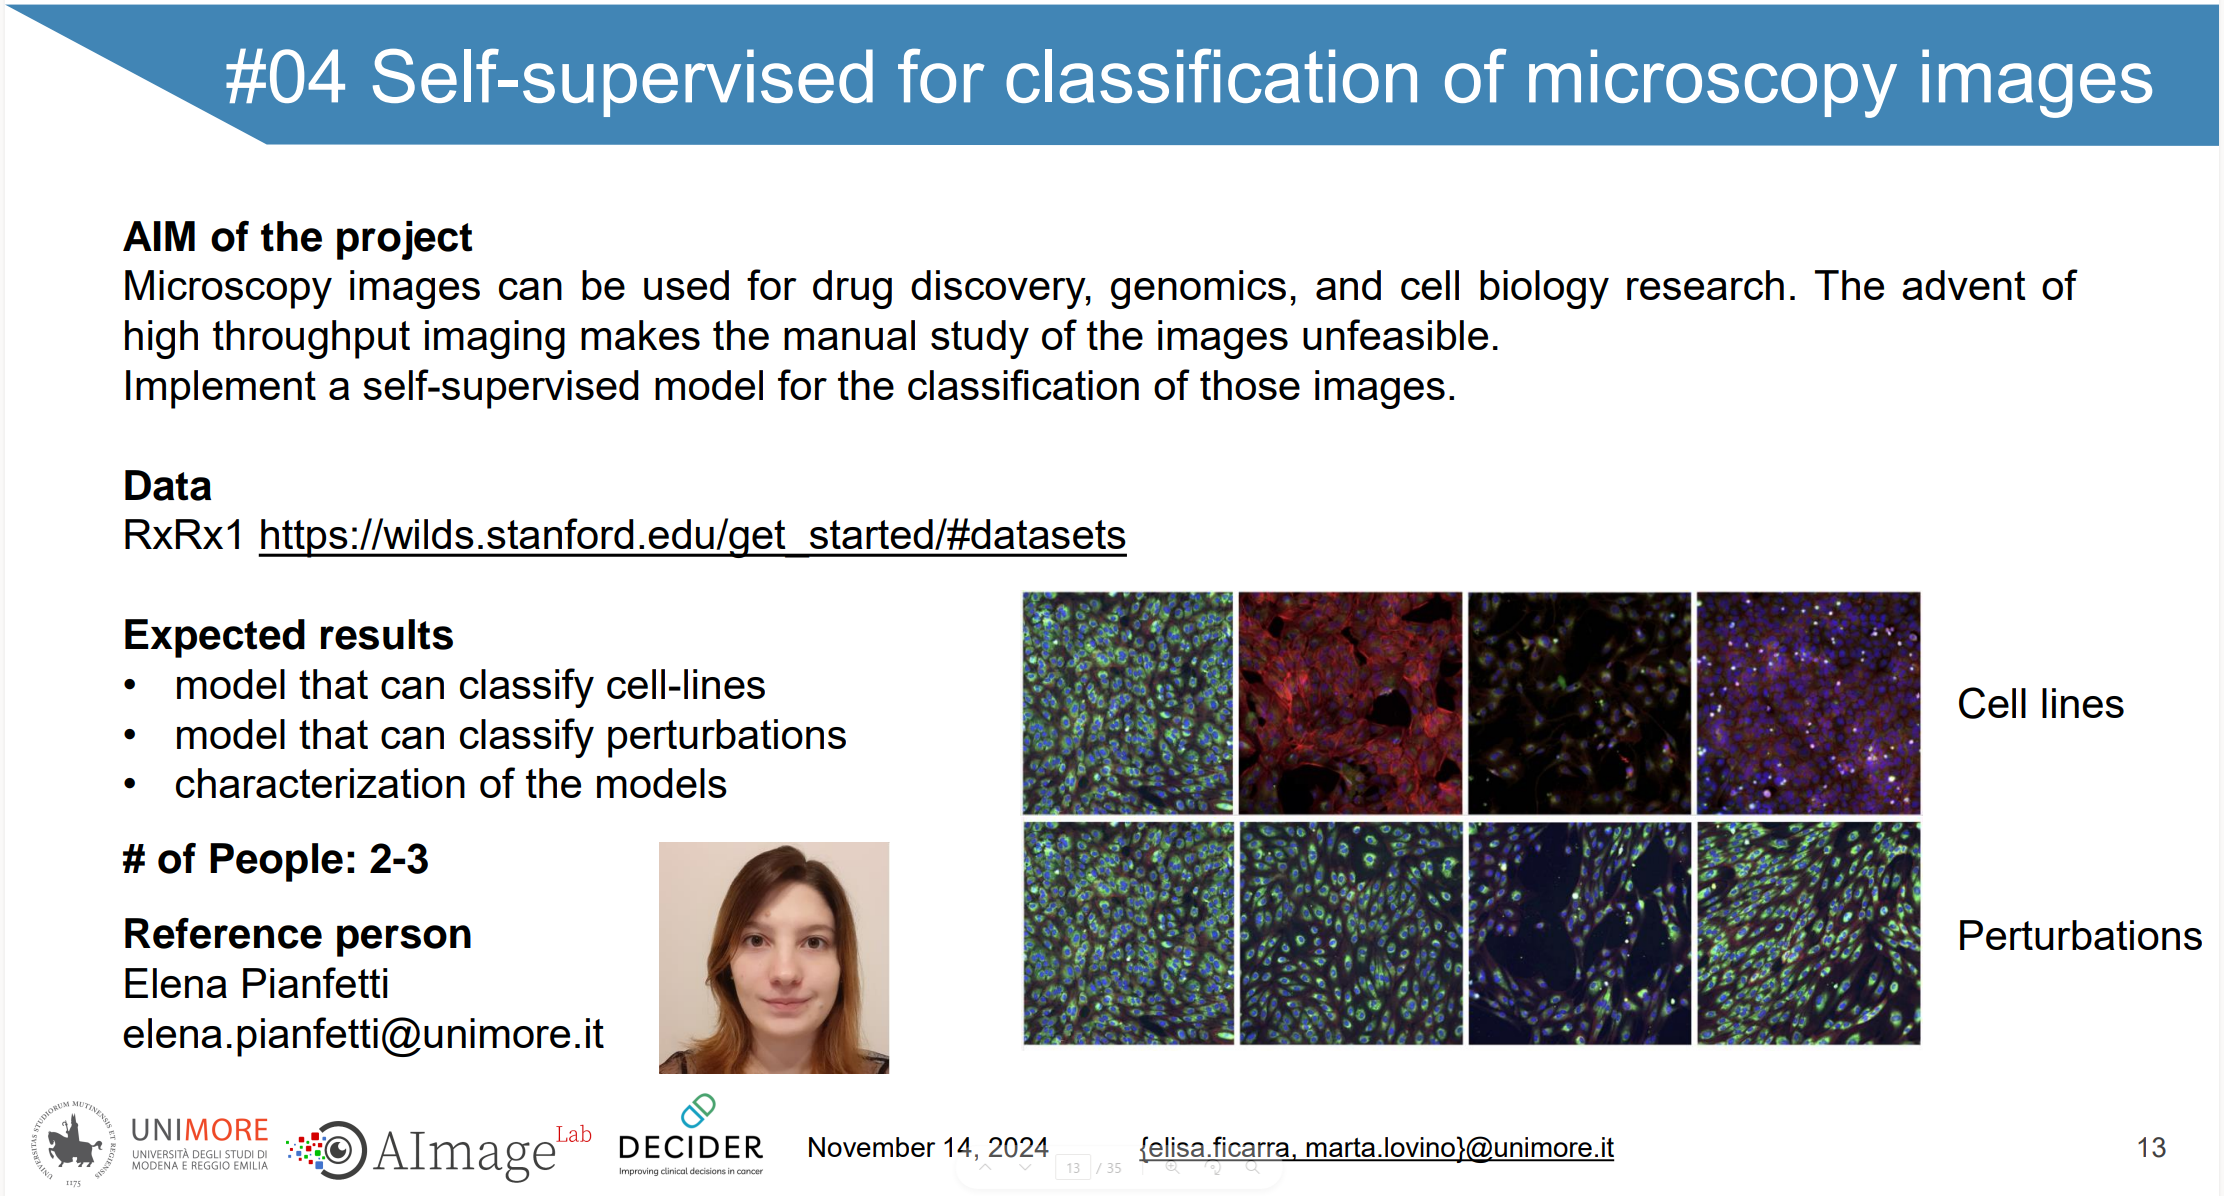 #04 Self-supervised for classification of microscopy images
AIM of the project
Microscopy images can be used for drug discovery, genomics, and cell biology research. The advent of
high throughput imaging makes the manual study of the images unfeasible.
Implement a self-supervised model for the classification of those images.
Data
RxRx1 https://wilds.stanford.edu/get_started/#datasets
Expected results
• model that can classify cell-lines
• model that can classify perturbations
• characterization of the models
Cell lines
Perturbations
# of People: 2-3
Reference person
Elena Pianfetti
elena.pianfetti@unimore.it
UNIVERSITAS STUDIORUM MUTINENSIS ET REGIENSIS
1175
UNIMORE
UNIVERSITÀ DEGLI STUDI DI
MODENA E REGGIO EMILIA
AImage Lab
DECIDER
Improving clinical decisions in cancer
November 14, 2024
{elisa.ficarra, marta.lovino}@unimore.it
13 / 35
13